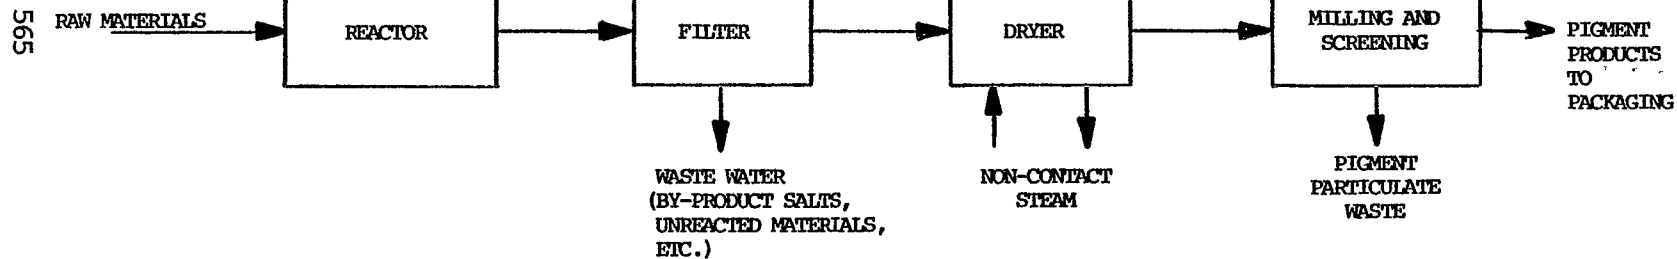 565
RAW MATERIALS
REACTOR
FILTER
DRYER
MILLING AND
SCREENING
PIGMENT
PRODUCTS
TO
PACKAGING
WASTE WATER
(BY-PRODUCT SALTS,
UNREACTED MATERIALS,
ETC.)
NON-CONTACT
STEAM
PIGMENT
PARTICULATE
WASTE